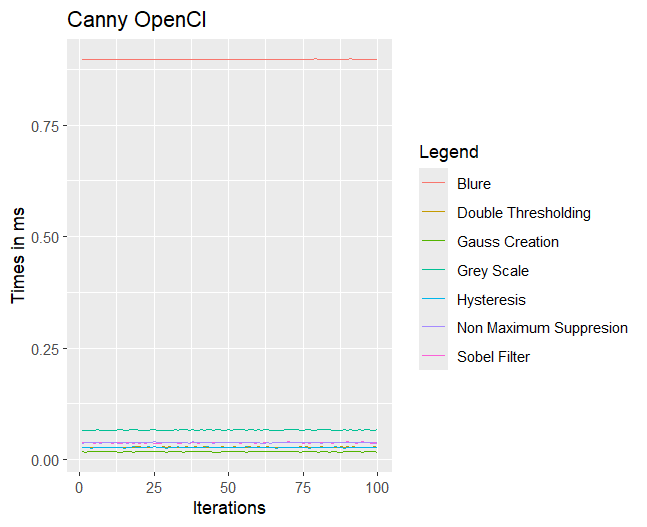 Canny OpenCl
Times in ms
0.75
0.50
0.25
0.00
0
25
50
75
100
Iterations
Legend
Blure
Double Thresholding
Gauss Creation
Grey Scale
Hysteresis
Non Maximum Suppresion
Sobel Filter